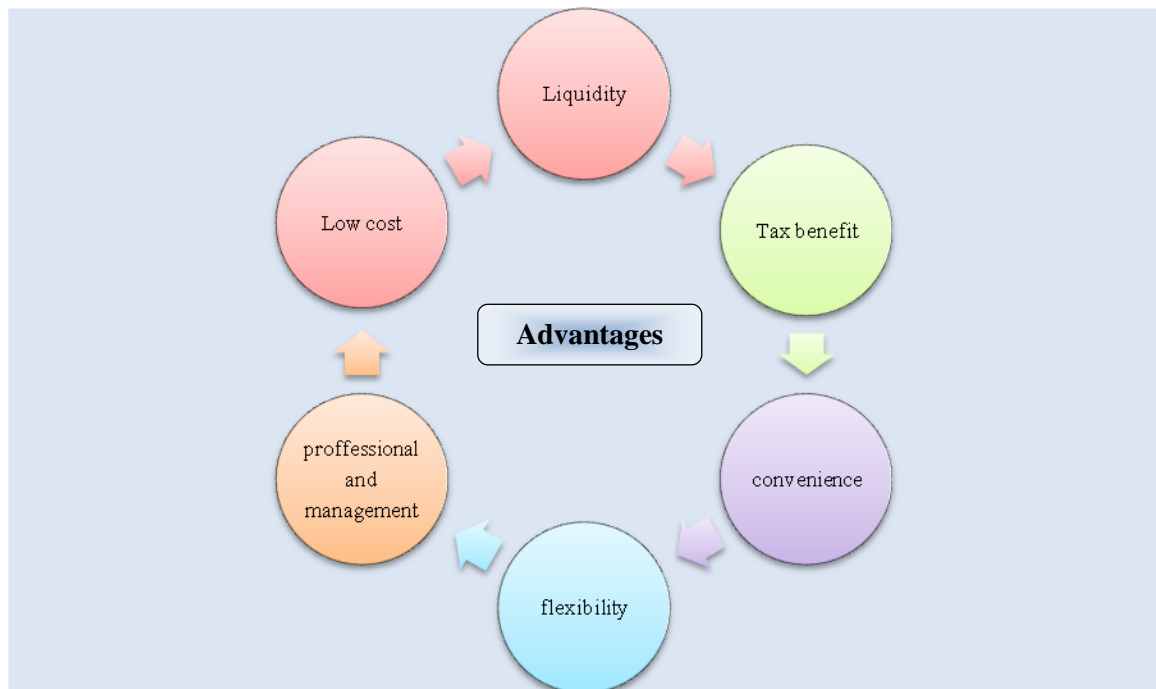 Liquidity
Low cost
Tax benefit
Advantages
proffessional
and
management
convenience
flexibility